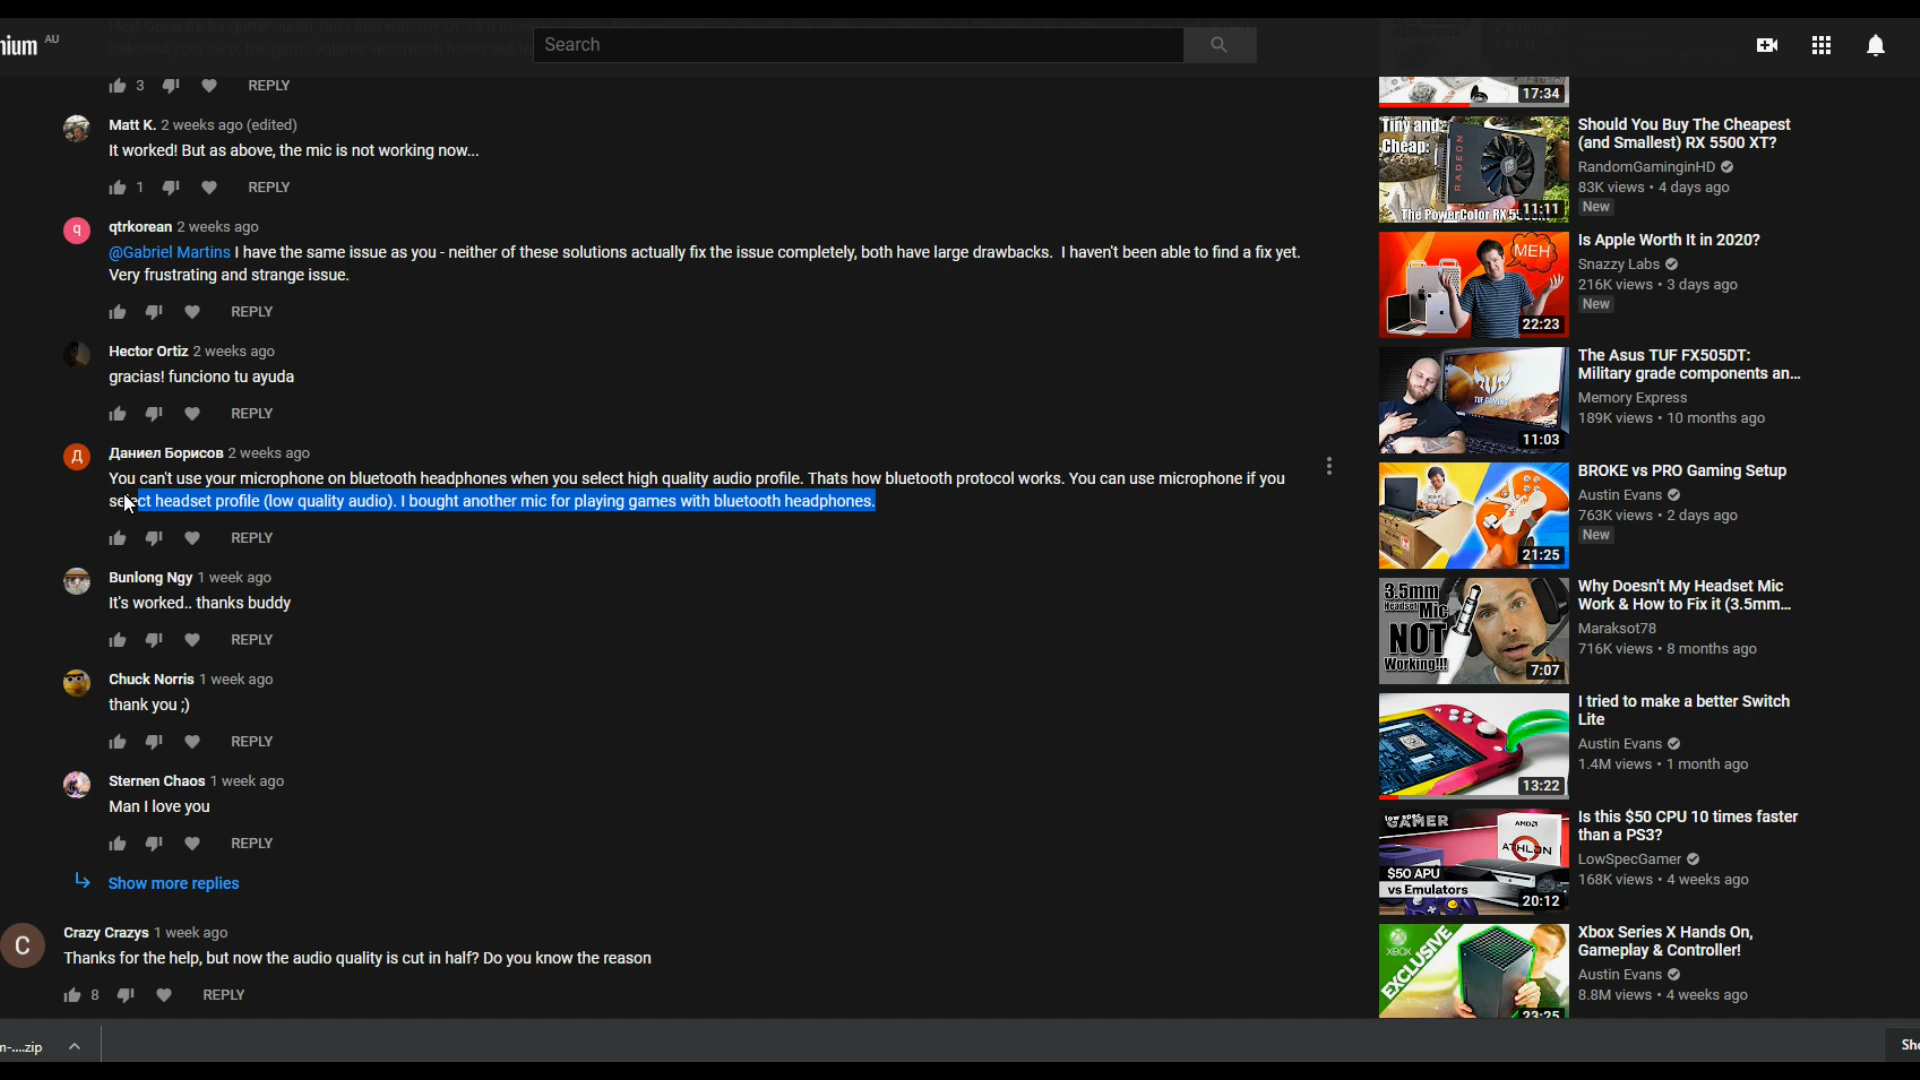 nium AU
Search
3 REPLY
Matt K. 2 weeks ago (edited)
It worked! But as above, the mic is not working now...
1 REPLY
qtrkorean 2 weeks ago
@Gabriel Martins I have the same issue as you - neither of these solutions actually fix the issue completely, both have large drawbacks. I haven't been able to find a fix yet.
Very frustrating and strange issue.
REPLY
Hector Ortiz 2 weeks ago
gracias! funciono tu ayuda
REPLY
Д
Даниел Борисов 2 weeks ago
You can't use your microphone on bluetooth headphones when you select high quality audio profile. Thats how bluetooth protocol works. You can use microphone if you
select headset profile (low quality audio). I bought another mic for playing games with bluetooth headphones.
REPLY
Bunlong Ngy 1 week ago
It's worked.. thanks buddy
REPLY
Chuck Norris 1 week ago
thank you ;)
REPLY
Sternen Chaos 1 week ago
Man I love you
REPLY
Show more replies
C
Crazy Crazys 1 week ago
Thanks for the help, but now the audio quality is cut in half? Do you know the reason
8 REPLY
17:34
Tiny and
Cheap:
RADEON
The PowerColor RX
11:11
Should You Buy The Cheapest
(and Smallest) RX 5500 XT?
RandomGaminginHD
83K views • 4 days ago
New
MEH
22:23
Is Apple Worth It in 2020?
Snazzy Labs
216K views • 3 days ago
New
TUF GAMING
11:03
The Asus TUF FX505DT:
Military grade components an...
Memory Express
189K views • 10 months ago
21:25
BROKE vs PRO Gaming Setup
Austin Evans
763K views • 2 days ago
New
3.5mm
Headset
Mic
NOT
Working!!!
7:07
Why Doesn't My Headset Mic
Work & How to Fix it (3.5mm...
Maraksot78
716K views • 8 months ago
13:22
I tried to make a better Switch
Lite
Austin Evans
1.4M views • 1 month ago
low spec
GAMER
AMD
ATHLON
$50 APU
vs Emulators
20:12
Is this $50 CPU 10 times faster
than a PS3?
LowSpecGamer
168K views • 4 weeks ago
XBOX
EXCLUSIVE
23:25
Xbox Series X Hands On,
Gameplay & Controller!
Austin Evans
8.8M views • 4 weeks ago
n-....zip
Sho